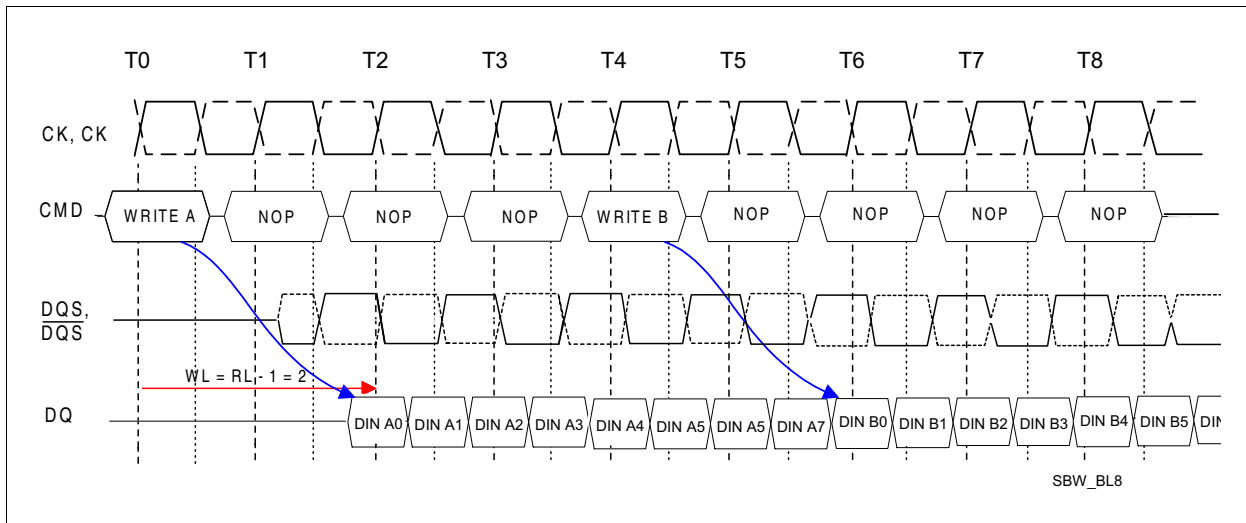 T0 T1 T2 T3 T4 T5 T6 T7 T8
CK, CK
CMD WRITE A NOP NOP NOP WRITE B NOP NOP NOP NOP
DQS,
DQS
WL = RL - 1 = 2
DQ DIN A0 DIN A1 DIN A2 DIN A3 DIN A4 DIN A5 DIN A5 DIN A7 DIN B0 DIN B1 DIN B2 DIN B3 DIN B4 DIN B5 DIN
SBW_BL8